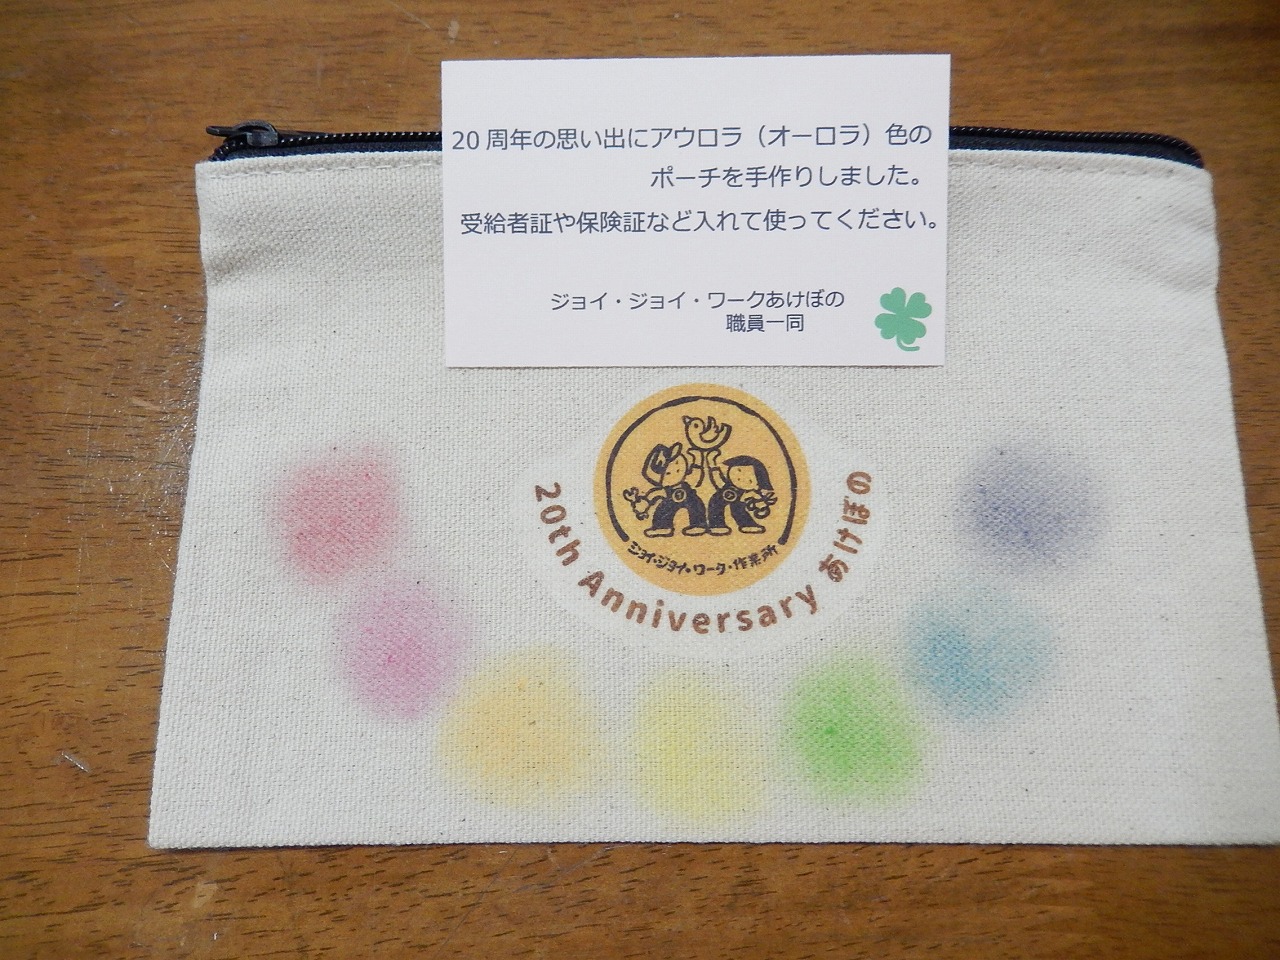 20周年の思い出にアウロラ（オーロラ）色の
ポーチを手作りしました。
受給者証や保険証など入れて使ってください。
ジョイ・ジョイ・ワークあけぼの
職員一同
ジョイ・ジョイ・ワーク・作業所
20th Anniversary あけぼの